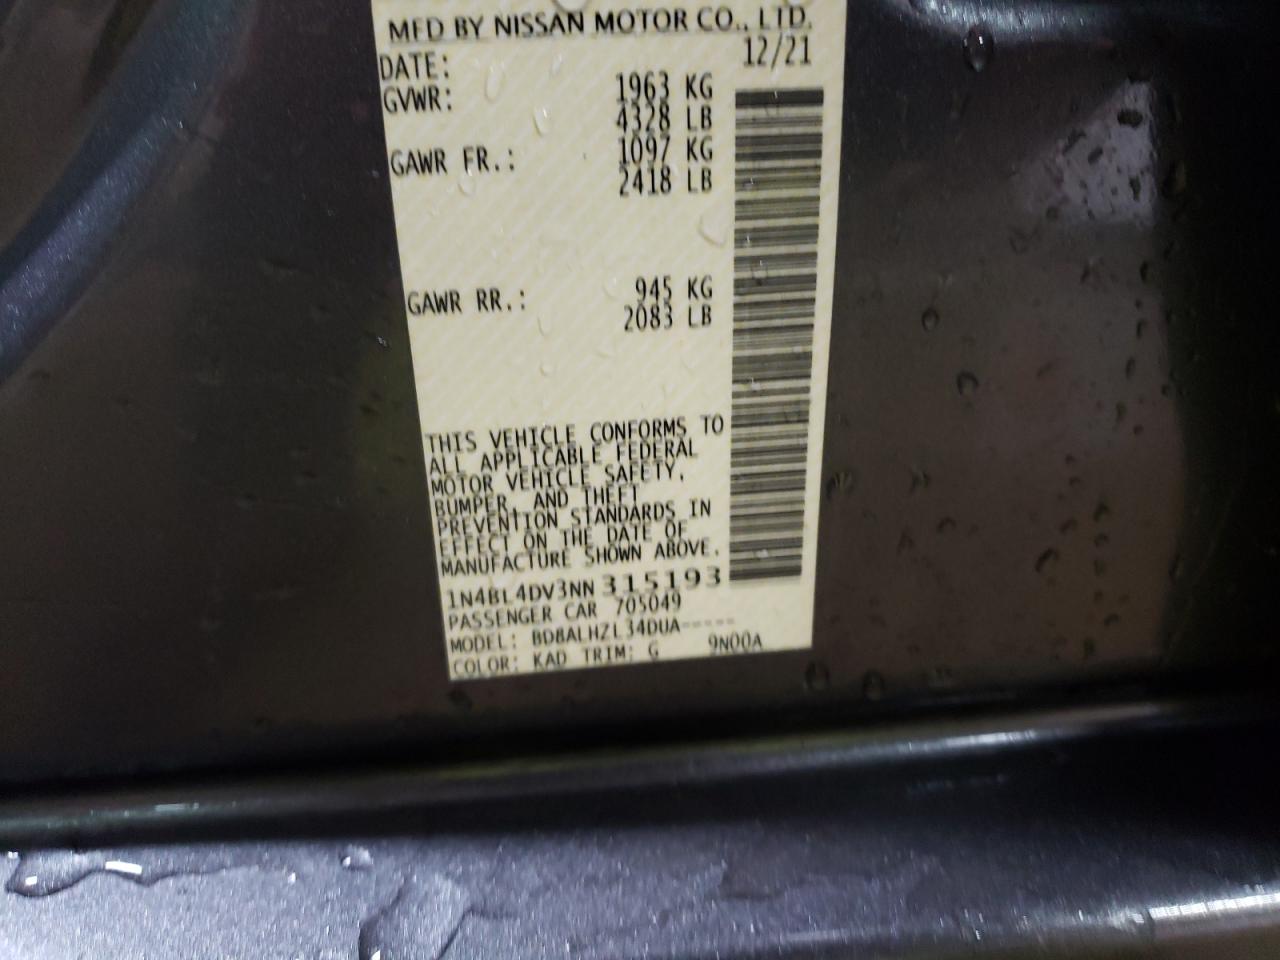 MFD BY NISSAN MOTOR CO., LTD.
DATE: 12/21
GVWR: 1963 KG
4328 LB
GAWR FR.: 1097 KG
2418 LB
GAWR RR.: 945 KG
2083 LB
THIS VEHICLE CONFORMS TO
ALL APPLICABLE FEDERAL
MOTOR VEHICLE SAFETY,
BUMPER, AND THEFT
PREVENTION STANDARDS IN
EFFECT ON THE DATE OF
MANUFACTURE SHOWN ABOVE.
1N4BL4DV3NN315193
PASSENGER CAR 705049
MODEL: BDBALHZL34DUA-----
COLOR: KAD TRIM: G 9N00A